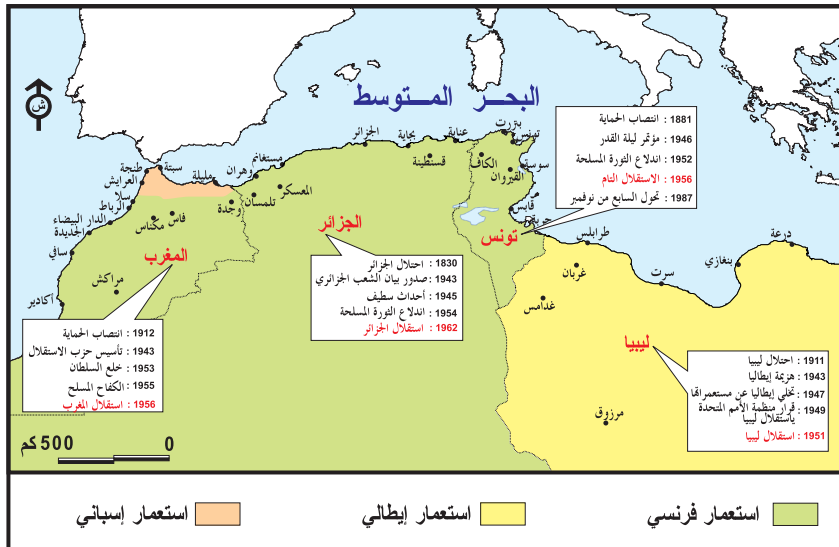 البحر المتوسط
ش
1881 : انتصاب الحماية
1946 : مؤتمر ليلة القدر
1952 : اندلاع الثورة المسلحة
1956 : الاستقلال التام
1987 : تحول السابع من نوفمبر
بنزرت
تونس
عنابة
بجاية
الجزائر
قسنطينة
الكاف
سوسة
القيروان
قابس
جربة
مستغانم
وهران
المعسكر
تلمسان
وجدة
مليلة
سبتة
طنجة
العرايش
سلا
الرباط
الدار البيضاء
الجديدة
سافي
أكادير
فاس
مكناس
مراكش
طرابلس
غربان
غدامس
سرت
بنغازي
درعة
مرزوق
المغرب
الجزائر
تونس
ليبيا
1830 : احتلال الجزائر
1943 : صدور بيان الشعب الجزائري
1945 : أحداث سطيف
1954 : اندلاع الثورة المسلحة
1962 : استقلال الجزائر
1912 : انتصاب الحماية
1943 : تأسيس حزب الاستقلال
1953 : خلع السلطان
1955 : الكفاح المسلح
1956 : استقلال المغرب
1911 : احتلال ليبيا
1943 : هزيمة إيطاليا
1947 : تخلي إيطاليا عن مستعمراتها
1949 : قرار منظمة الأمم المتحدة
باستقلال ليبيا
1951 : استقلال ليبيا
0 500 كم
استعمار فرنسي
استعمار إيطالي
استعمار إسباني